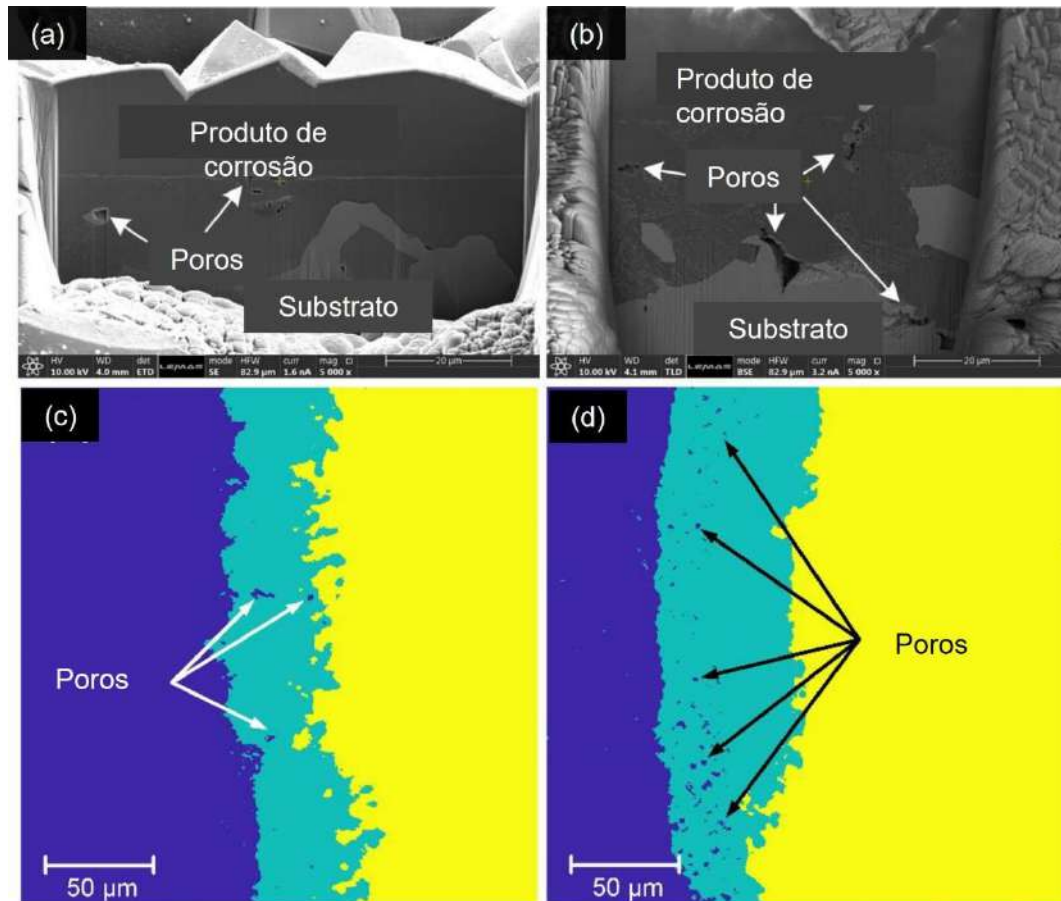 (a)
Produto de
corrosão
Poros
Substrato
HV WD det mode HFW curr mag □
10.00 kV 4.0 mm ETD SE 82.9 µm 1.6 nA 5 000 x
20 µm
(b)
Produto de
corrosão
Poros
Substrato
HV WD det mode HFW curr mag □
10.00 kV 4.1 mm TLD BSE 82.9 µm 3.2 nA 5 000 x
20 µm
(c)
Poros
50 µm
(d)
Poros
50 µm